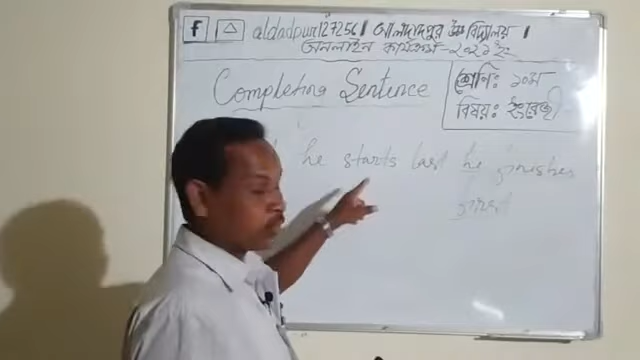 f aldadpur127256 | আলদাদপুর উচ্চ বিদ্যালয় |
অনলাইন কার্যক্রম-২০২১ ইং
Completing Sentence
শ্রেণি: ১০ম
বিষয়: ইংরেজী
he starts last he finishes
first